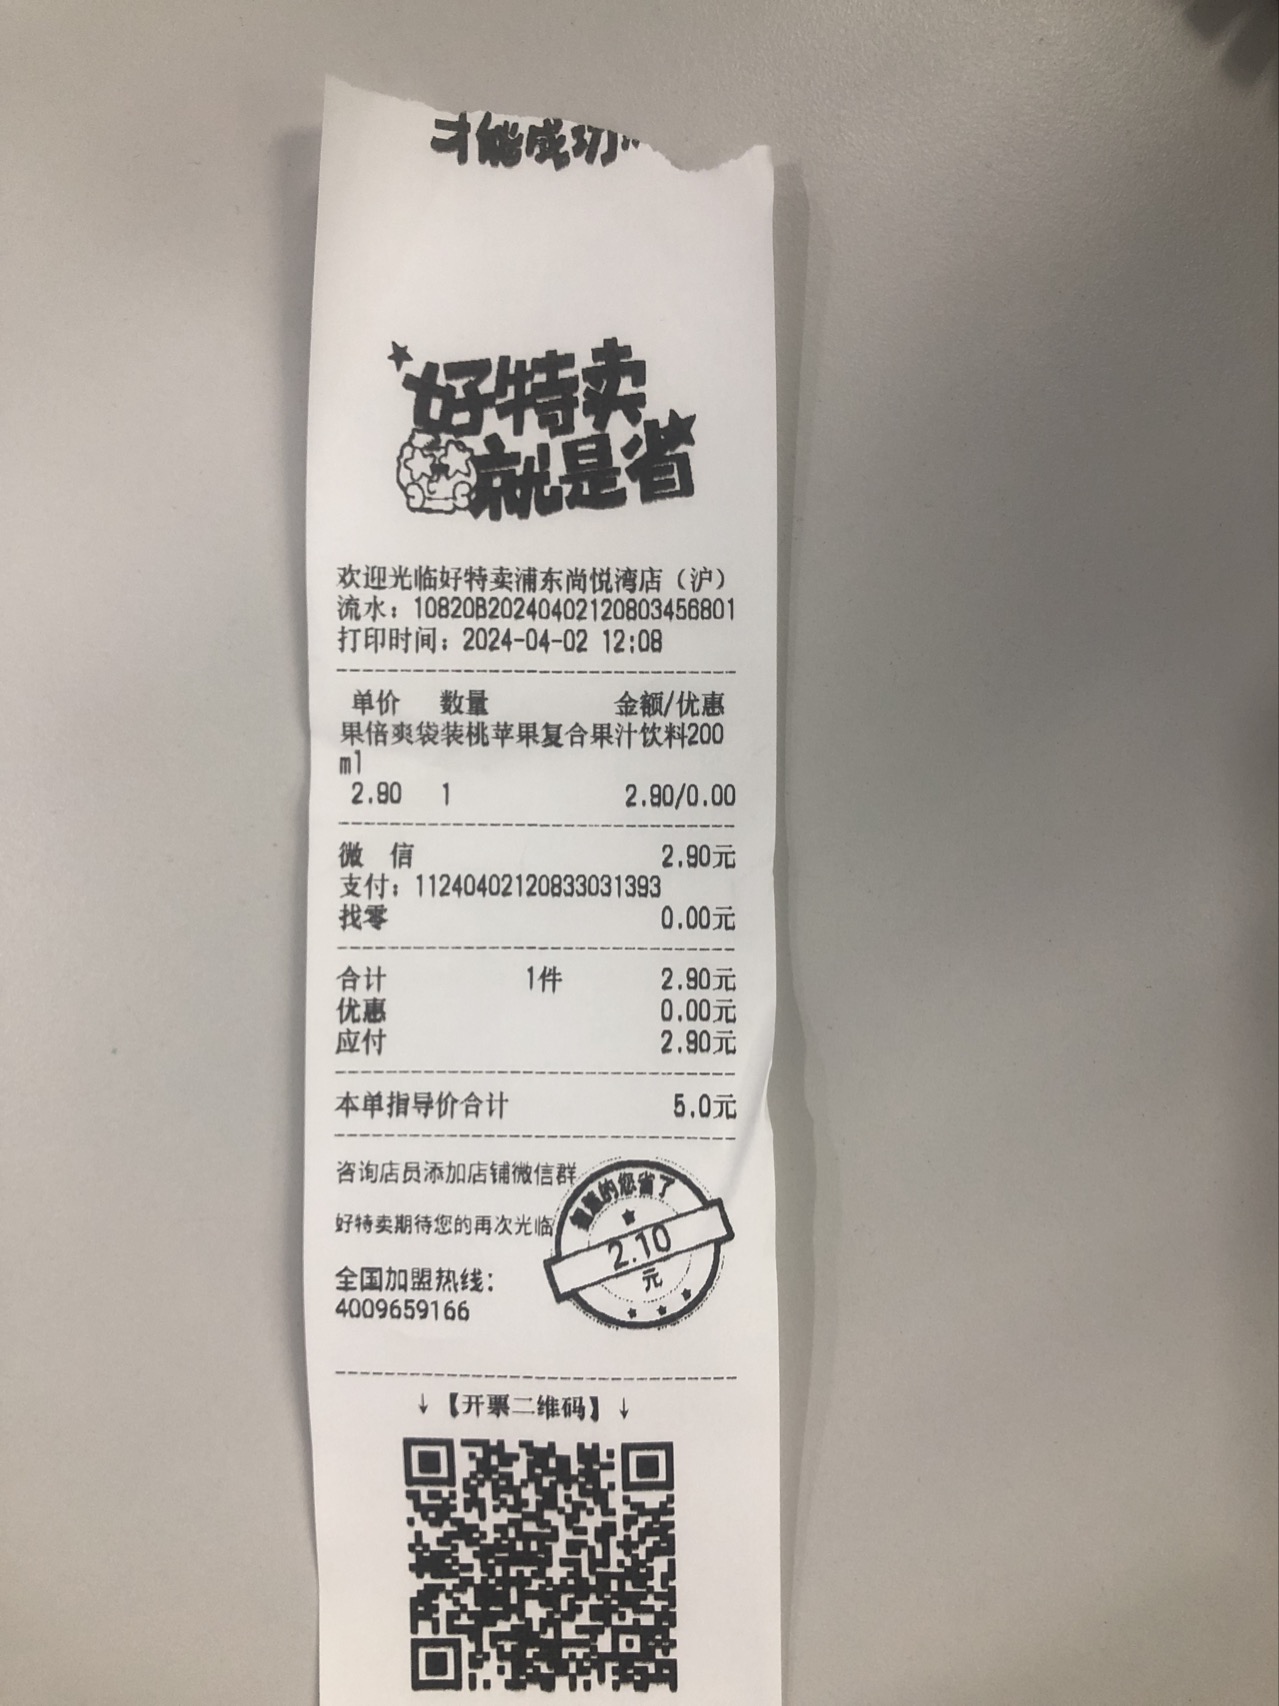 才能成功
好特卖
就是省
欢迎光临好特卖浦东尚悦湾店（沪）
流水：10820B20240402120803456801
打印时间：2024-04-02 12:08
单价 数量 金额/优惠
果倍爽袋装桃苹果复合果汁饮料200
ml
2.90 1 2.90/0.00
微 信 2.90元
支付：11240402120833031393
找零 0.00元
合计 1件 2.90元
优惠 0.00元
应付 2.90元
本单指导价合计 5.0元
咨询店员添加店铺微信群
好特卖期待您的再次光临
的您省了
2.10
元
全国加盟热线：
4009659166
↓【开票二维码】↓